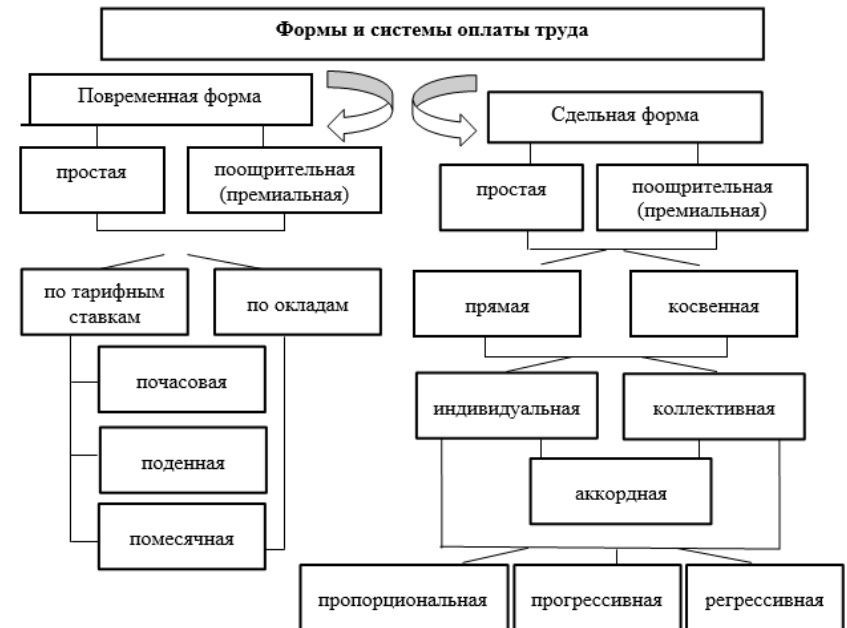 Формы и системы оплаты труда
Повременная форма
Сдельная форма
простая
поощрительная
(премиальная)
простая
поощрительная
(премиальная)
по тарифным
ставкам
по окладам
прямая
косвенная
почасовая
индивидуальная
коллективная
поденная
аккордная
помесячная
пропорциональная
прогрессивная
регрессивная